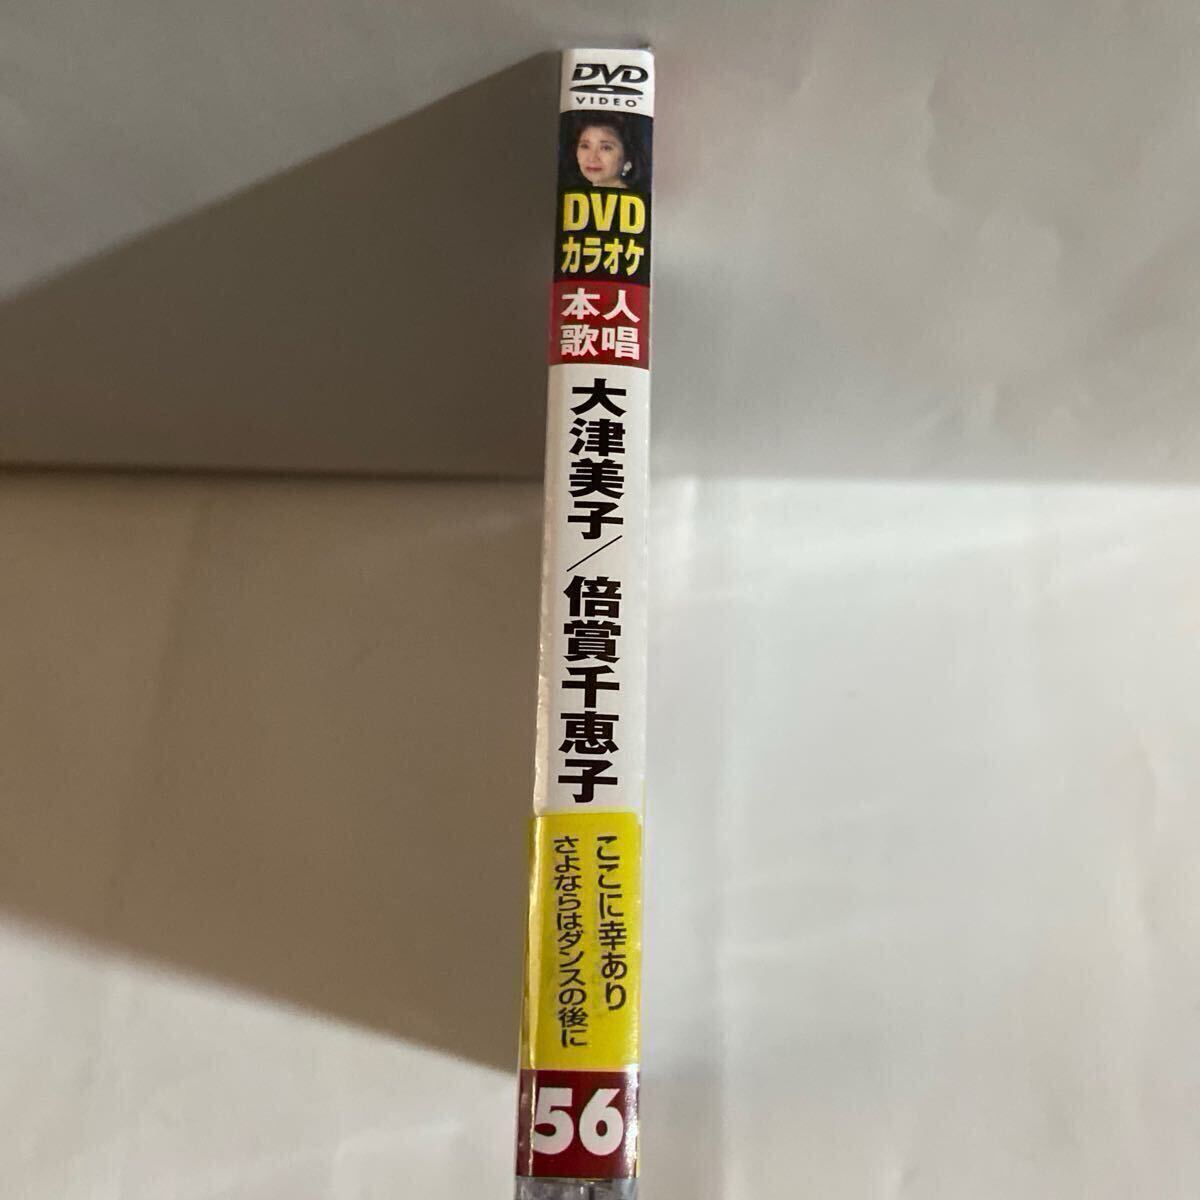 DVD
VIDEO™
DVD
カラオケ
本人
歌唱
大津美子／倍賞千恵子
ここに幸あり
さよならはダンスの後に
56